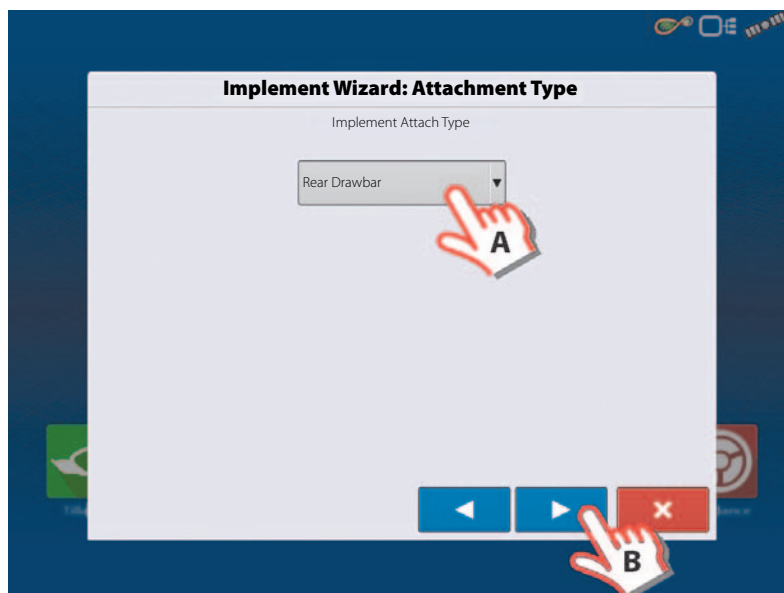 Implement Wizard: Attachment Type
Implement Attach Type
Rear Drawbar
A
B